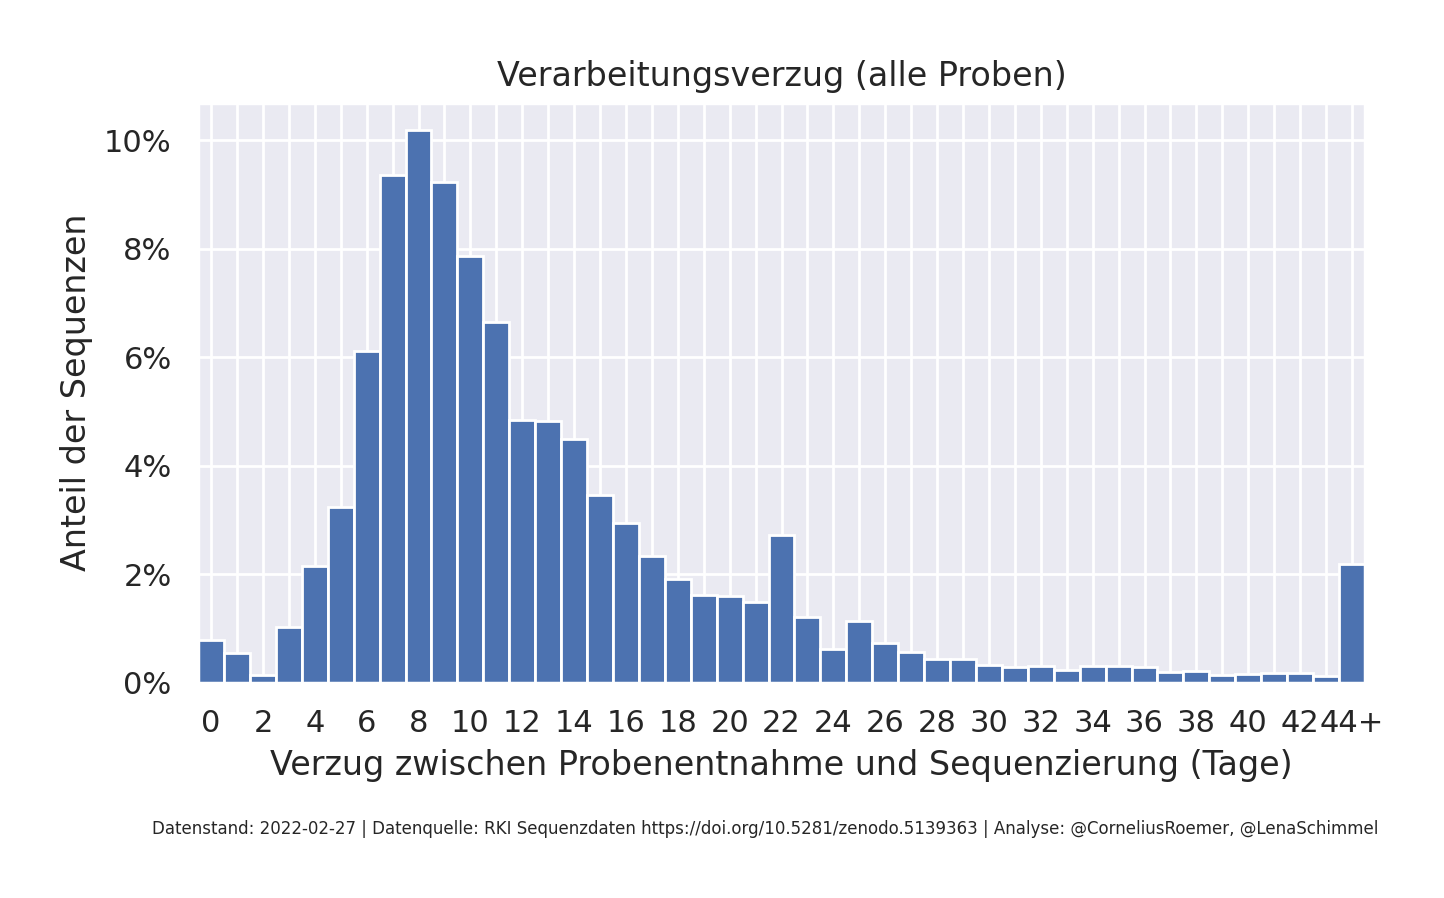 Verarbeitungsverzug (alle Proben)
10%
8%
6%
4%
2%
0%
Anteil der Sequenzen
0 2 4 6 8 10 12 14 16 18 20 22 24 26 28 30 32 34 36 38 40 42 44+
Verzug zwischen Probenentnahme und Sequenzierung (Tage)
Datenstand: 2022-02-27 | Datenquelle: RKI Sequenzdaten https://doi.org/10.5281/zenodo.5139363 | Analyse: @CorneliusRoemer, @LenaSchimmel